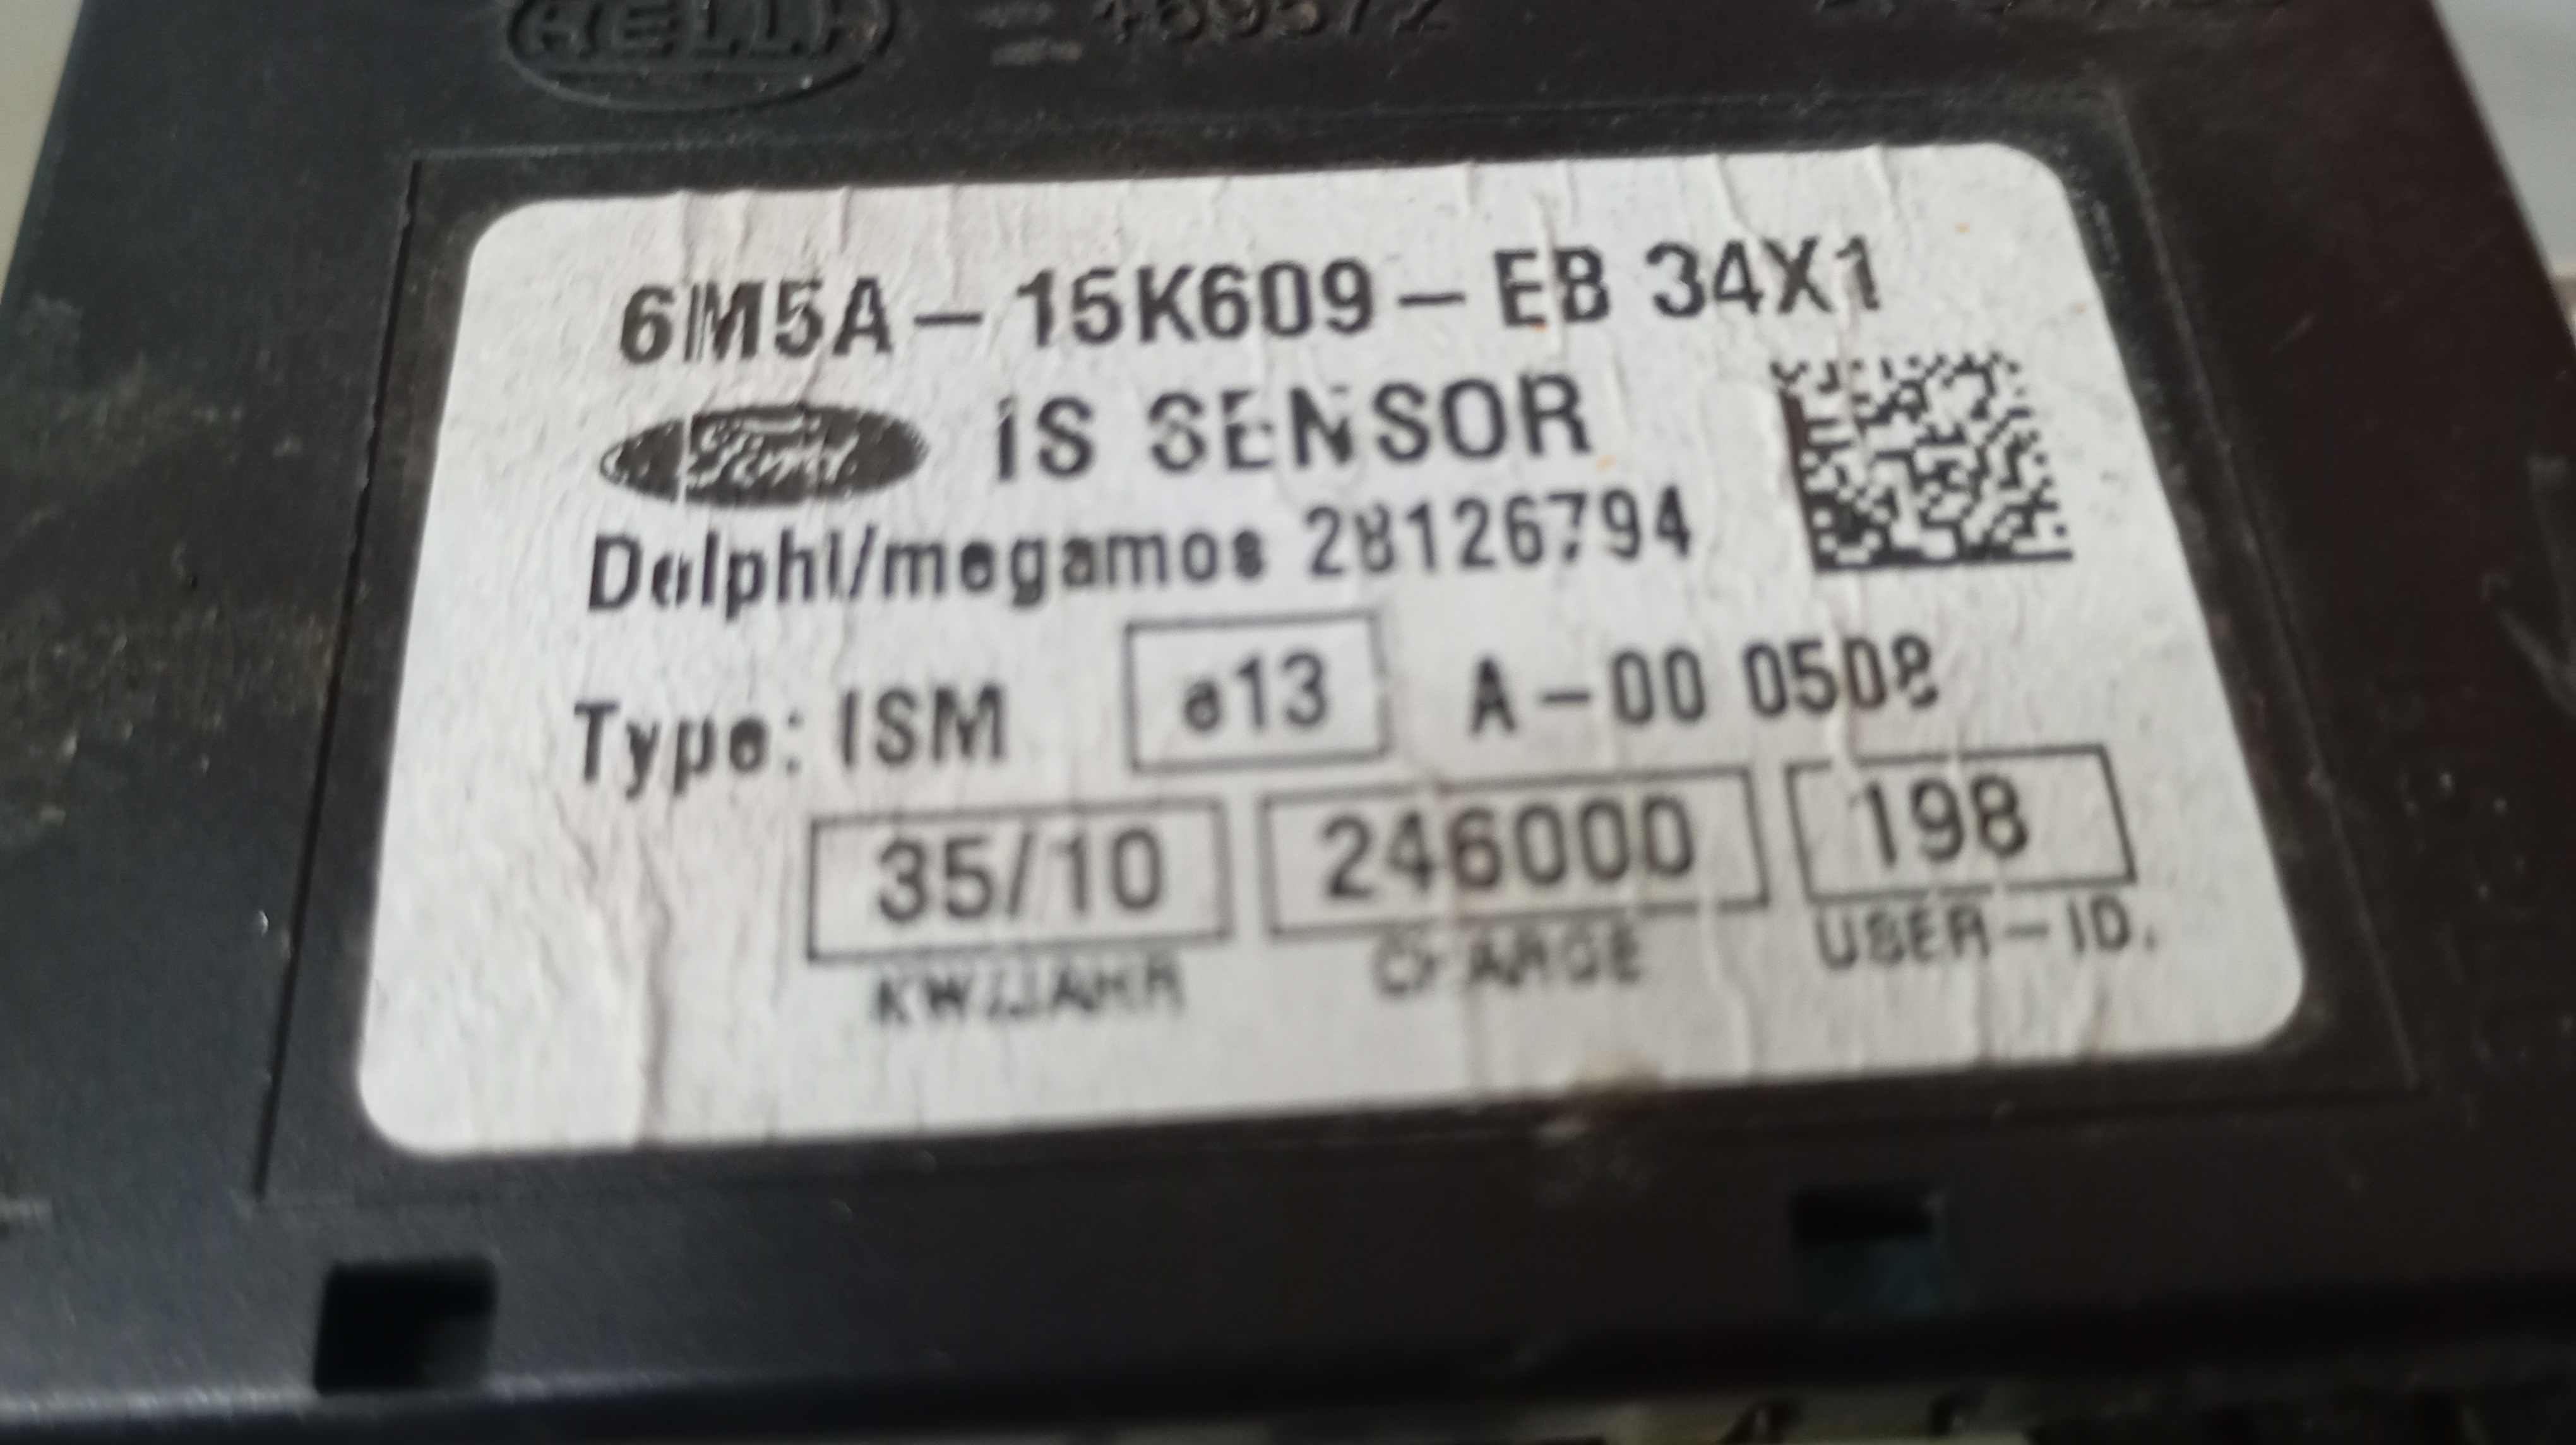 HELLA
6M5A-15K609-EB 34X1
Ford IS SENSOR
Delphi/megamos 28126794
Type: ISM e13 A-00 0508
35/10 246000 198
KW/JAHR CHARGE USER-ID.